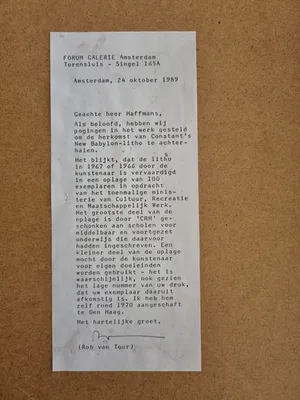 FORUM GALERIE Amsterdam
Torensluis - Singel 165A
Amsterdam, 24 oktober 1989
Geachte heer Haffmans,
Als beloofd, hebben wij
pogingen in het werk gesteld
om de herkomst van Constant's
New Babylon-litho te achter-
halen.
Het blijkt, dat de litho
in 1967 of 1966 door de
kunstenaar is vervaardigd
in een oplage van 100
exemplaren in opdracht
van het toenmalige minis-
terie van Cultuur, Recreatie
en Maatschappelijk Werk.
Het grootste deel van de
oplage is door 'CRM' ge-
schonken aan scholen voor
middelbaar en voortgezet
onderwijs die daarvoor
hadden ingeschreven. Een
kleiner deel van de oplage
mocht door de kunstenaar
voor eigen doeleinden
worden gebruikt - het is
waarschijnlijk, ook gezien
het lage nummer van uw druk,
dat uw exemplaar daaruit
afkomstig is. Ik heb hem
zelf rond 1970 aangeschaft
te Den Haag.
Met hartelijke groet,
(Rob van Tour)